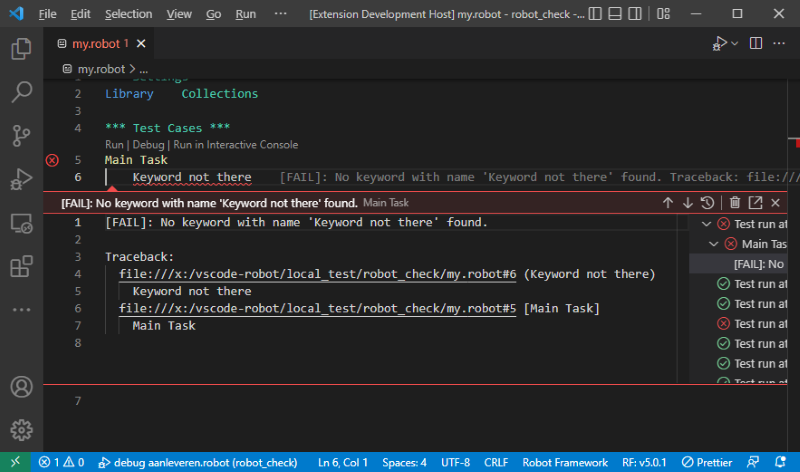 File Edit Selection View Go Run ··· [Extension Development Host] my.robot - robot_check - ...
my.robot 1
my.robot > ...
1 Settings
2 Library    Collections
3
4 *** Test Cases ***
Run | Debug | Run in Interactive Console
5 Main Task
6     Keyword not there    [FAIL]: No keyword with name 'Keyword not there' found. Traceback: file:///
[FAIL]: No keyword with name 'Keyword not there' found. Main Task
1 [FAIL]: No keyword with name 'Keyword not there' found.
2
3 Traceback:
4   file:///x:/vscode-robot/local_test/robot_check/my.robot#6 (Keyword not there)
5     Keyword not there
6   file:///x:/vscode-robot/local_test/robot_check/my.robot#5 [Main Task]
7     Main Task
8
Test run at
Main Tas
[FAIL]: No
Test run at
Test run at
Test run at
Test run at
Test run at
Test run at
7
1 0 debug aanleveren.robot (robot_check) Ln 6, Col 1 Spaces: 4 UTF-8 CRLF Robot Framework RF: v5.0.1 Prettier